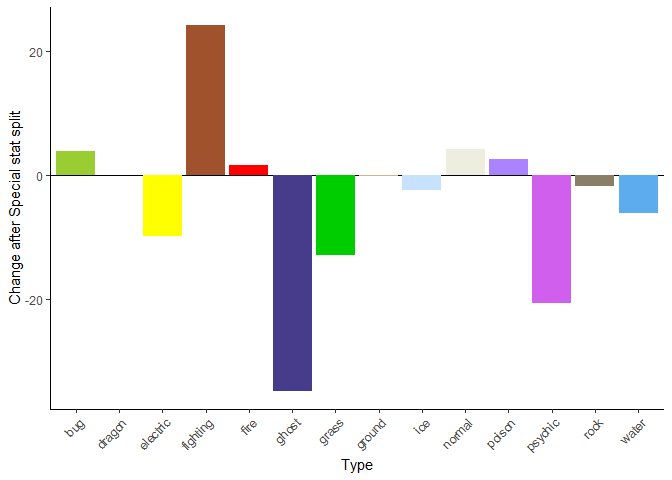 Change after Special stat split
20
0
-20
bug
dragon
electric
fighting
fire
ghost
grass
ground
ice
normal
poison
psychic
rock
water
Type